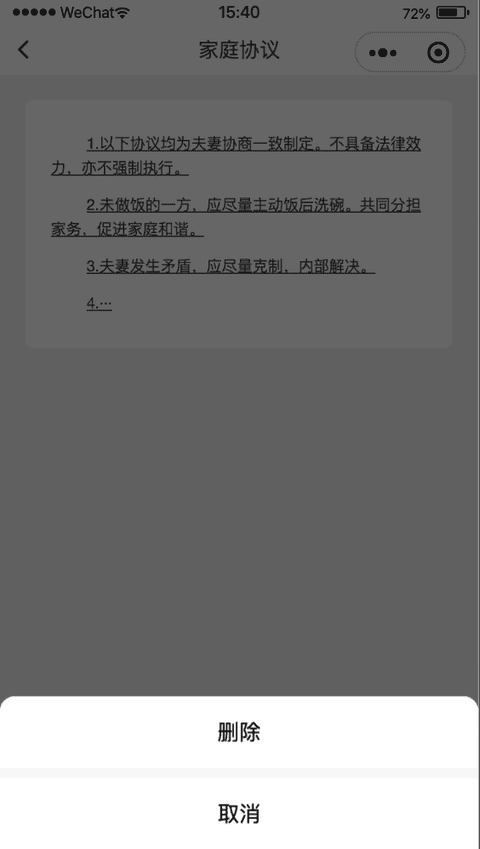 ●●●●● WeChat 15:40 72%
家庭协议
1.以下协议均为夫妻协商一致制定。不具备法律效
力，亦不强制执行。
2.未做饭的一方，应尽量主动饭后洗碗。共同分担
家务，促进家庭和谐。
3.夫妻发生矛盾，应尽量克制，内部解决。
4.…
删除
取消